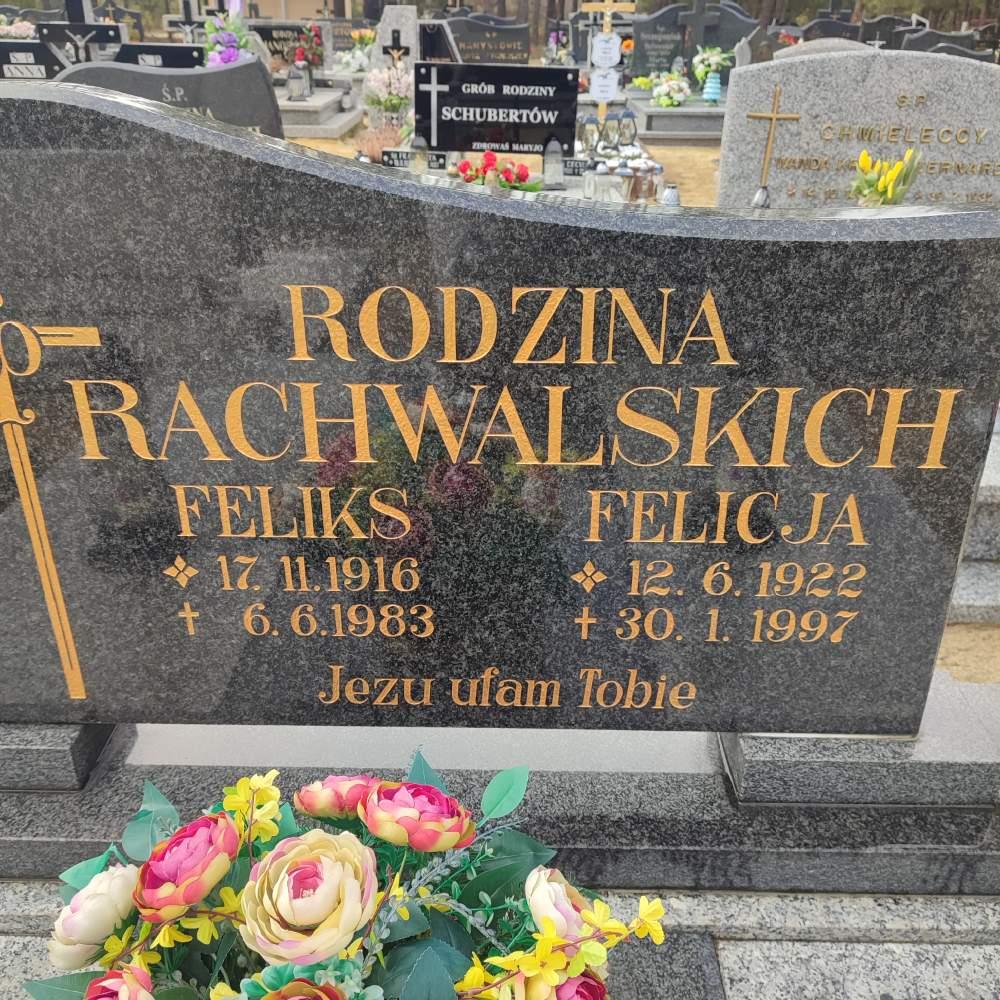 Ś.P.
GRÓB RODZINY
SCHUBERTÓW
ZDROWAŚ MARYJO
Ś.P.
CHMIELECCY
WANDA
RODZINA
RACHWALSKICH
FELIKS FELICJA
17. 11. 1916 12. 6. 1922
6. 6. 1983 30. 1. 1997
Jezu ufam Tobie